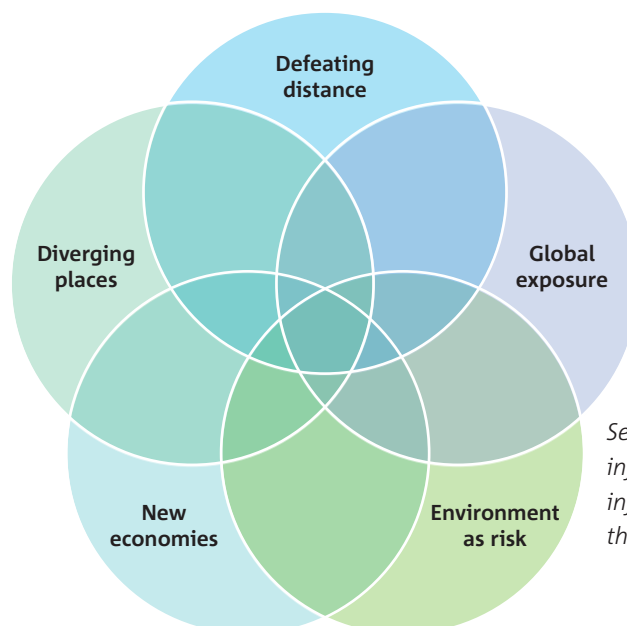 Defeating
distance
Diverging
places
Global
exposure
New
economies
Environment
as risk